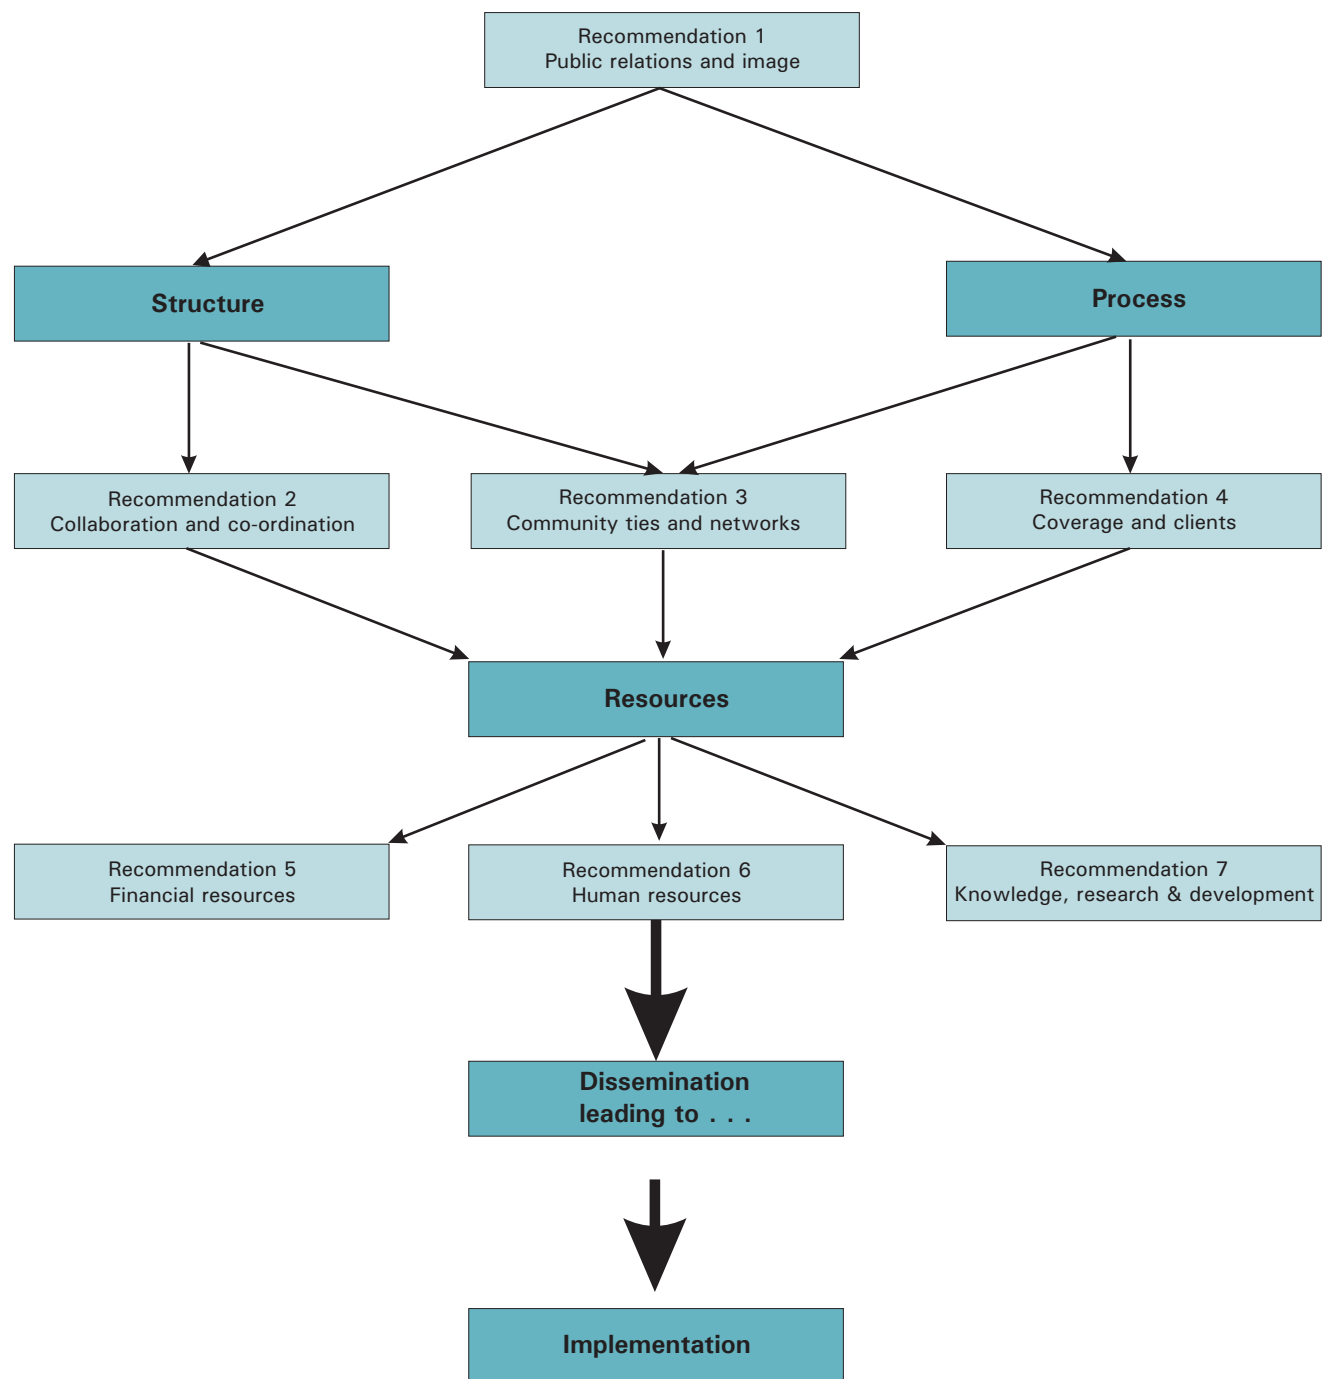 Recommendation 1
Public relations and image
Structure
Process
Recommendation 2
Collaboration and co-ordination
Recommendation 3
Community ties and networks
Recommendation 4
Coverage and clients
Resources
Recommendation 5
Financial resources
Recommendation 6
Human resources
Recommendation 7
Knowledge, research & development
Dissemination
leading to . . .
Implementation